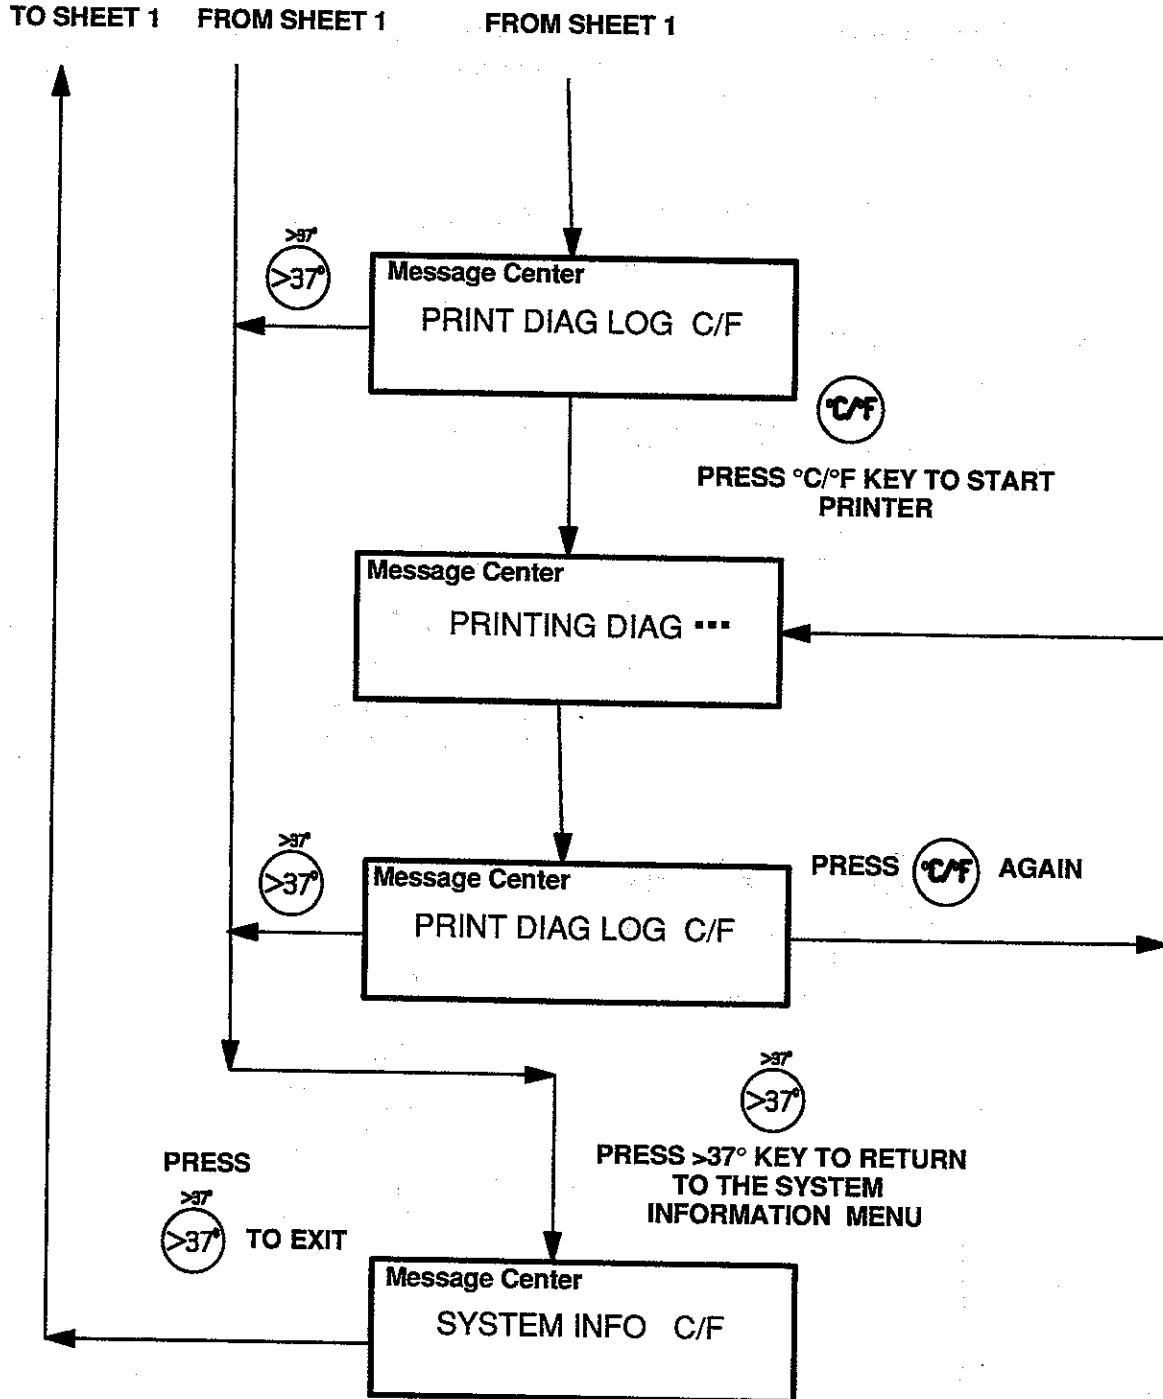 TO SHEET 1 FROM SHEET 1 FROM SHEET 1
>37°
>37°
Message Center
PRINT DIAG LOG C/F
°C/°F
PRESS °C/°F KEY TO START
PRINTER
Message Center
PRINTING DIAG ...
>37°
>37°
Message Center
PRINT DIAG LOG C/F
PRESS °C/°F AGAIN
>37°
>37°
PRESS >37° KEY TO RETURN
TO THE SYSTEM
INFORMATION MENU
PRESS
>37°
>37° TO EXIT
Message Center
SYSTEM INFO C/F